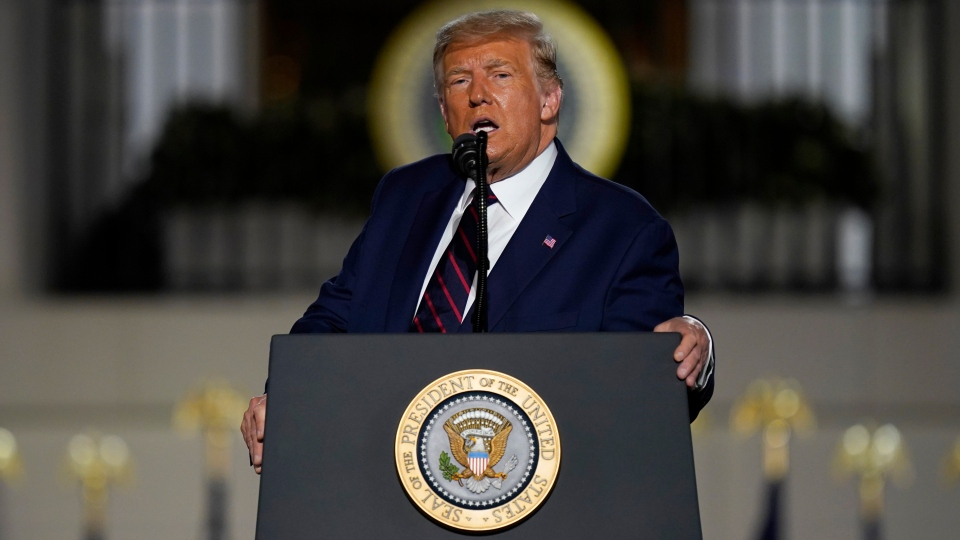 SEAL OF THE PRESIDENT OF THE UNITED STATES